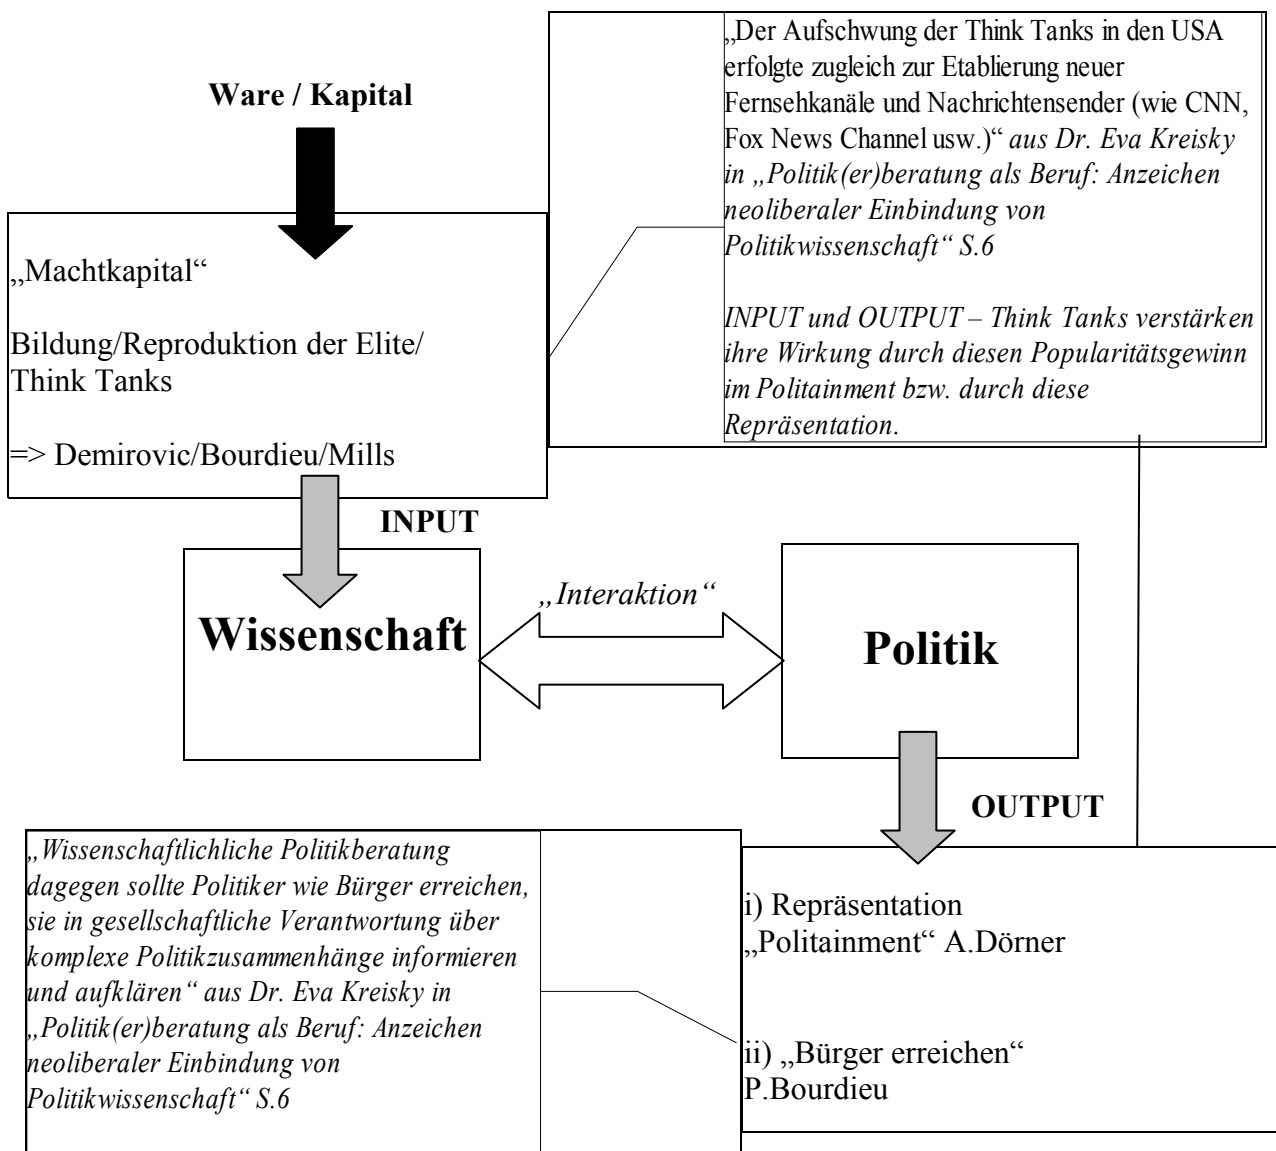 Ware / Kapital
„Der Aufschwung der Think Tanks in den USA
erfolgte zugleich zur Etablierung neuer
Fernsehkanäle und Nachrichtensender (wie CNN,
Fox News Channel usw.)“ aus Dr. Eva Kreisky
in „Politik(er)beratung als Beruf: Anzeichen
neoliberaler Einbindung von
Politikwissenschaft“ S.6
INPUT und OUTPUT – Think Tanks verstärken
ihre Wirkung durch diesen Popularitätsgewinn
im Politainment bzw. durch diese
Repräsentation.
„Machtkapital“
Bildung/Reproduktion der Elite/
Think Tanks
=> Demirovic/Bourdieu/Mills
INPUT
Wissenschaft
„Interaktion“
Politik
OUTPUT
„Wissenschaftlichliche Politikberatung
dagegen sollte Politiker wie Bürger erreichen,
sie in gesellschaftliche Verantwortung über
komplexe Politikzusammenhänge informieren
und aufklären“ aus Dr. Eva Kreisky in
„Politik(er)beratung als Beruf: Anzeichen
neoliberaler Einbindung von
Politikwissenschaft“ S.6
i) Repräsentation
„Politainment“ A.Dörner
ii) „Bürger erreichen“
P.Bourdieu